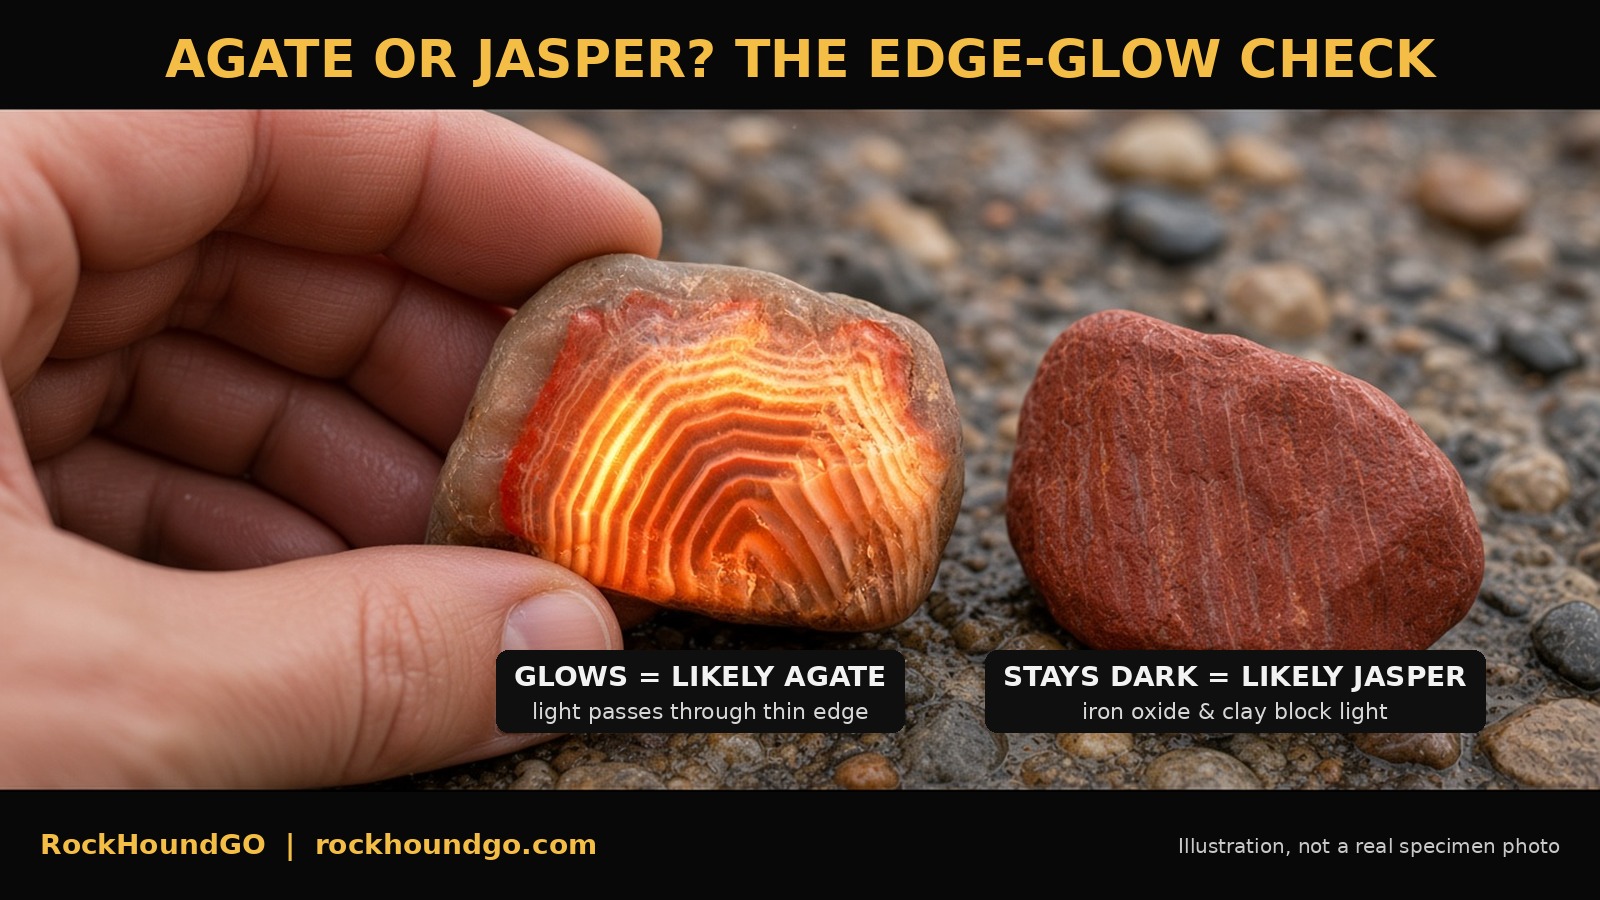 AGATE OR JASPER? THE EDGE-GLOW CHECK
GLOWS = LIKELY AGATE
light passes through thin edge
STAYS DARK = LIKELY JASPER
iron oxide & clay block light
RockHoundGO | rockhoundgo.com
Illustration, not a real specimen photo